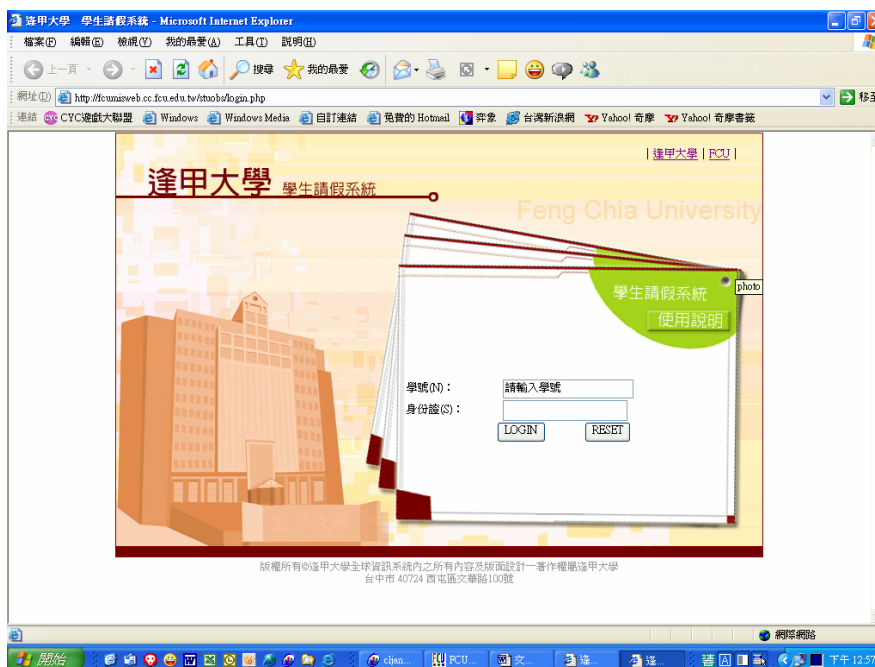 逢甲大學　學生請假系統 - Microsoft Internet Explorer
檔案(F) 編輯(E) 檢視(V) 我的最愛(A) 工具(T) 說明(H)
上一頁 搜尋 我的最愛
網址(D) http://fcumisweb.cc.fcu.edu.tw/stuobs/login.php 移至
連結 CYC遊戲大聯盟 Windows Windows Media 自訂連結 免費的 Hotmail 弈象 台灣新浪網 Yahoo! 奇摩 Yahoo! 奇摩書籤
| 逢甲大學 | FCU |
逢甲大學 學生請假系統
Feng Chia University
photo
學生請假系統
使用說明
學號(N)： 請輸入學號
身份證(S)：
LOGIN RESET
逢甲大學
版權所有©逢甲大學全球資訊系統內之所有內容及版面設計－著作權屬逢甲大學
台中市 40724 西屯區文華路100號
網際網路
開始 cljan... FCU... 交... 逢... 逢... 下午 12:57